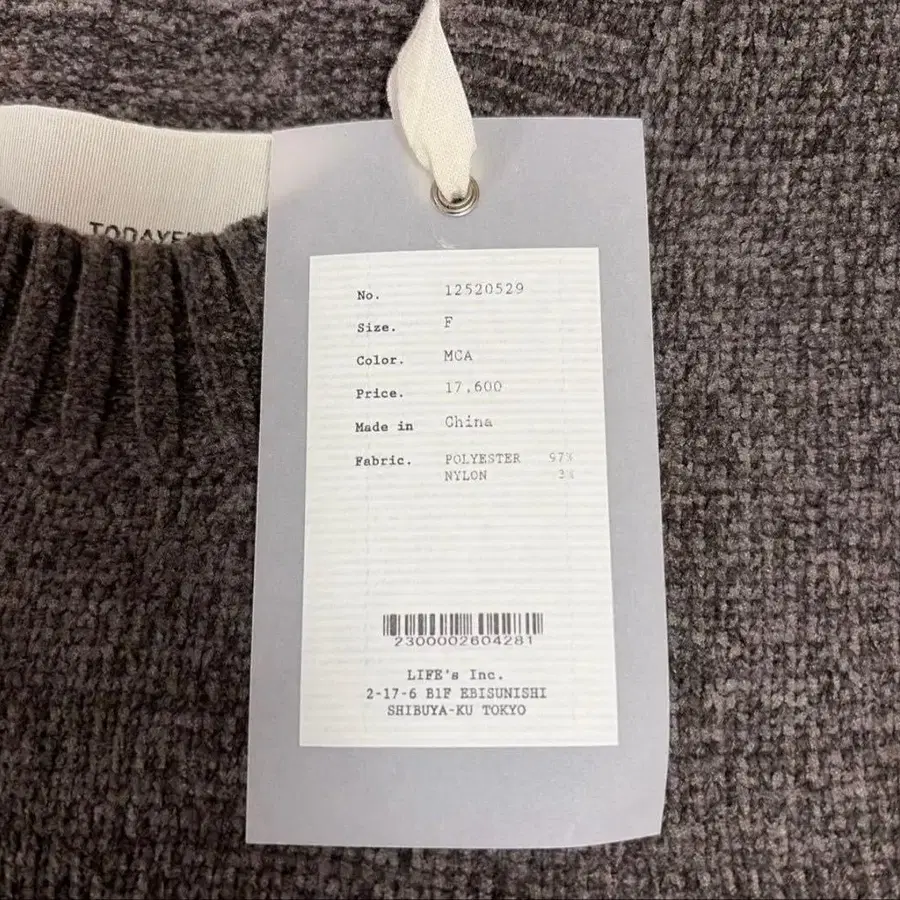 No. 12520529
Size. F
Color. MCA
Price. 17,600
Made in China
Fabric. POLYESTER 97%
NYLON 3%
2300002604281
LIFE's Inc.
2-17-6 B1F EBISUNISHI
SHIBUYA-KU TOKYO